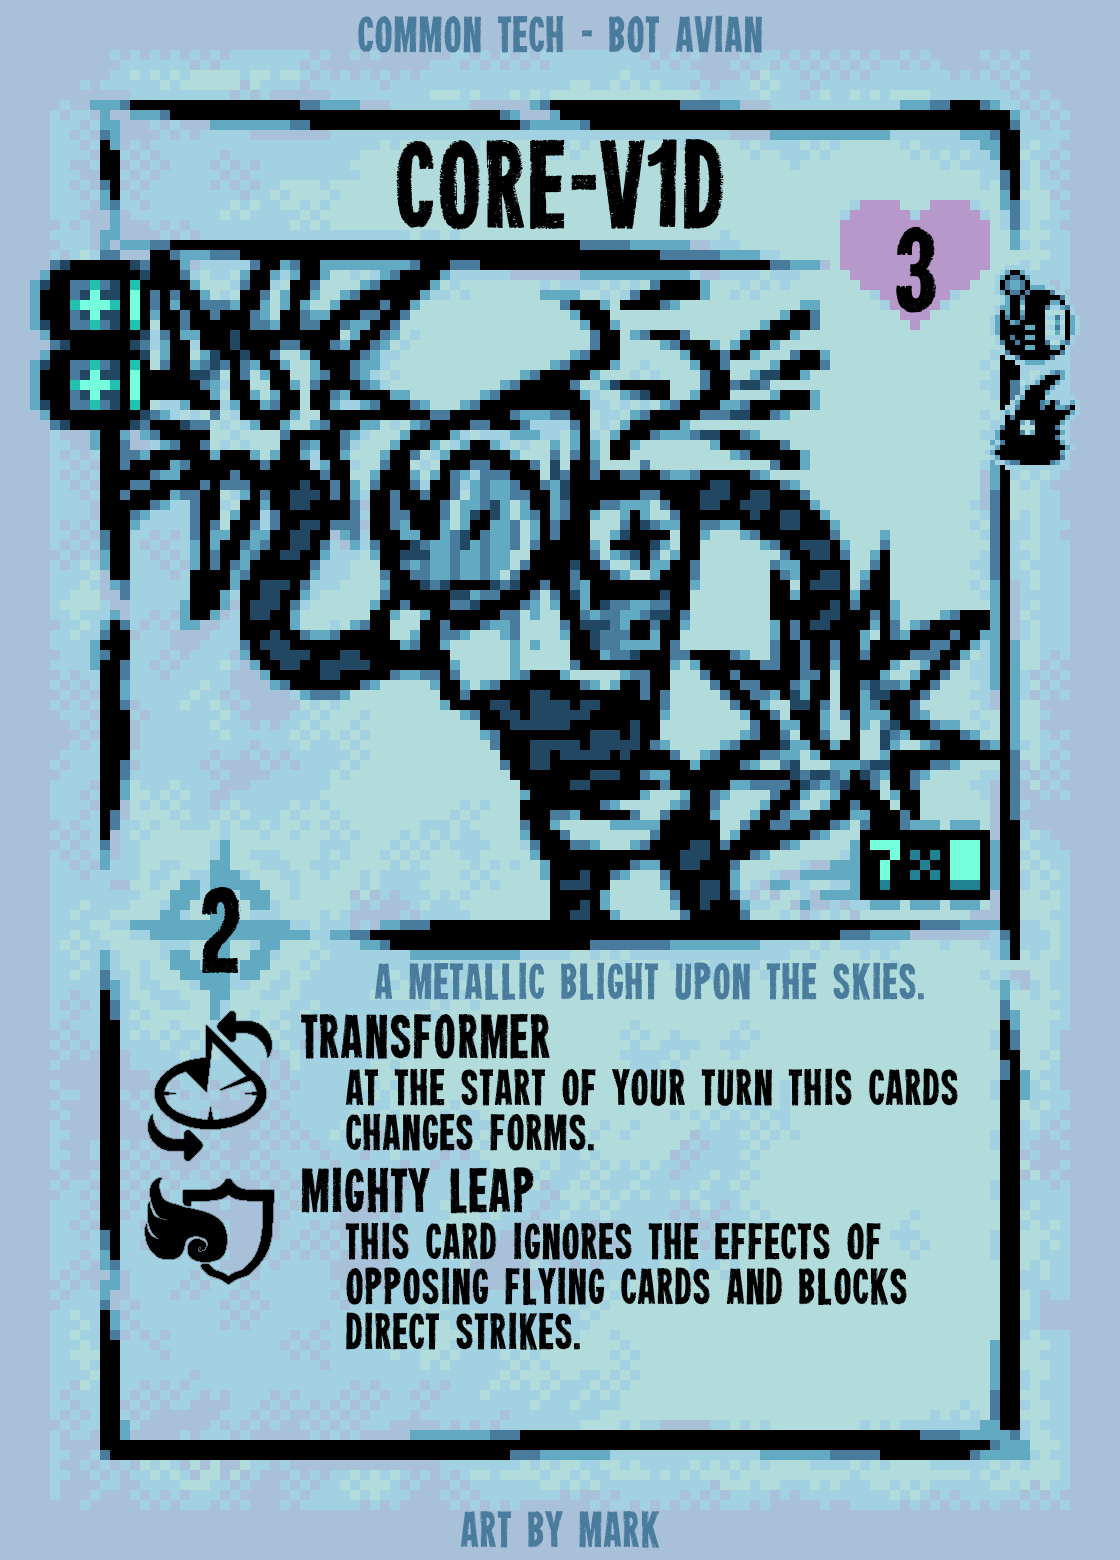 COMMON TECH - BOT AVIAN
CORE-V1D
3
7 X
2
A METALLIC BLIGHT UPON THE SKIES.
TRANSFORMER
AT THE START OF YOUR TURN THIS CARDS
CHANGES FORMS.
MIGHTY LEAP
THIS CARD IGNORES THE EFFECTS OF
OPPOSING FLYING CARDS AND BLOCKS
DIRECT STRIKES.
ART BY MARK